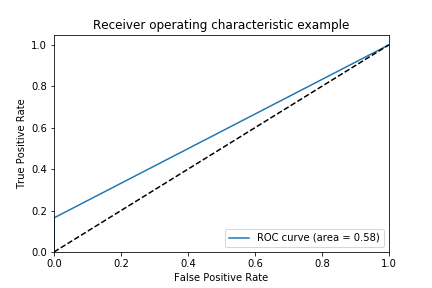 Receiver operating characteristic example
1.0
0.8
0.6
0.4
0.2
0.0
True Positive Rate
ROC curve (area = 0.58)
0.0 0.2 0.4 0.6 0.8 1.0
False Positive Rate